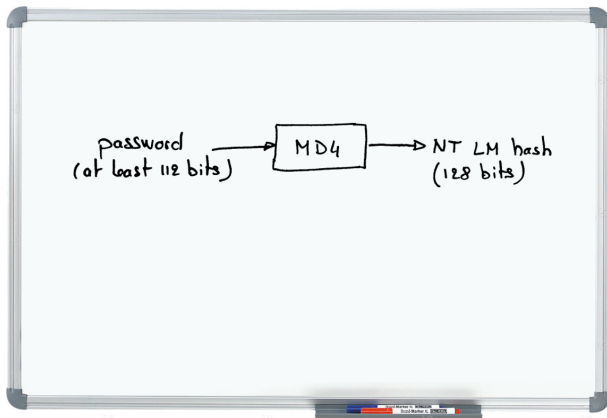 password
(at least 112 bits)
MD4
NT LM hash
(128 bits)